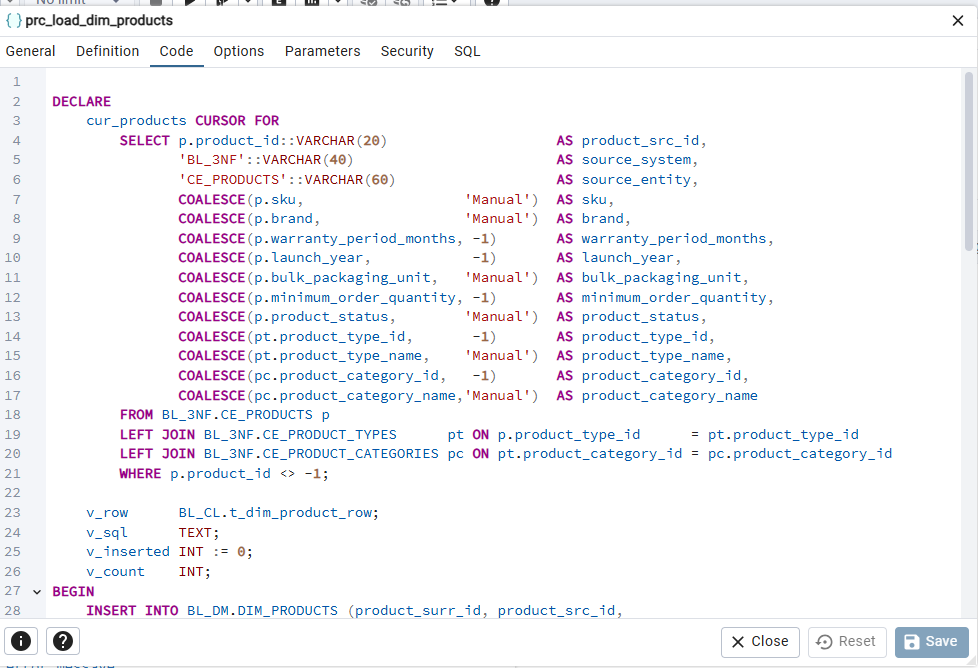 No limit
{ } prc_load_dim_products
General Definition Code Options Parameters Security SQL
1
2 DECLARE
3 cur_products CURSOR FOR
4 SELECT p.product_id::VARCHAR(20) AS product_src_id,
5 'BL_3NF'::VARCHAR(40) AS source_system,
6 'CE_PRODUCTS'::VARCHAR(60) AS source_entity,
7 COALESCE(p.sku, 'Manual') AS sku,
8 COALESCE(p.brand, 'Manual') AS brand,
9 COALESCE(p.warranty_period_months, -1) AS warranty_period_months,
10 COALESCE(p.launch_year, -1) AS launch_year,
11 COALESCE(p.bulk_packaging_unit, 'Manual') AS bulk_packaging_unit,
12 COALESCE(p.minimum_order_quantity, -1) AS minimum_order_quantity,
13 COALESCE(p.product_status, 'Manual') AS product_status,
14 COALESCE(pt.product_type_id, -1) AS product_type_id,
15 COALESCE(pt.product_type_name, 'Manual') AS product_type_name,
16 COALESCE(pc.product_category_id, -1) AS product_category_id,
17 COALESCE(pc.product_category_name,'Manual') AS product_category_name
18 FROM BL_3NF.CE_PRODUCTS p
19 LEFT JOIN BL_3NF.CE_PRODUCT_TYPES pt ON p.product_type_id = pt.product_type_id
20 LEFT JOIN BL_3NF.CE_PRODUCT_CATEGORIES pc ON pt.product_category_id = pc.product_category_id
21 WHERE p.product_id <> -1;
22
23 v_row BL_CL.t_dim_product_row;
24 v_sql TEXT;
25 v_inserted INT := 0;
26 v_count INT;
27 BEGIN
28 INSERT INTO BL_DM.DIM_PRODUCTS (product_surr_id, product_src_id,
Close Reset Save